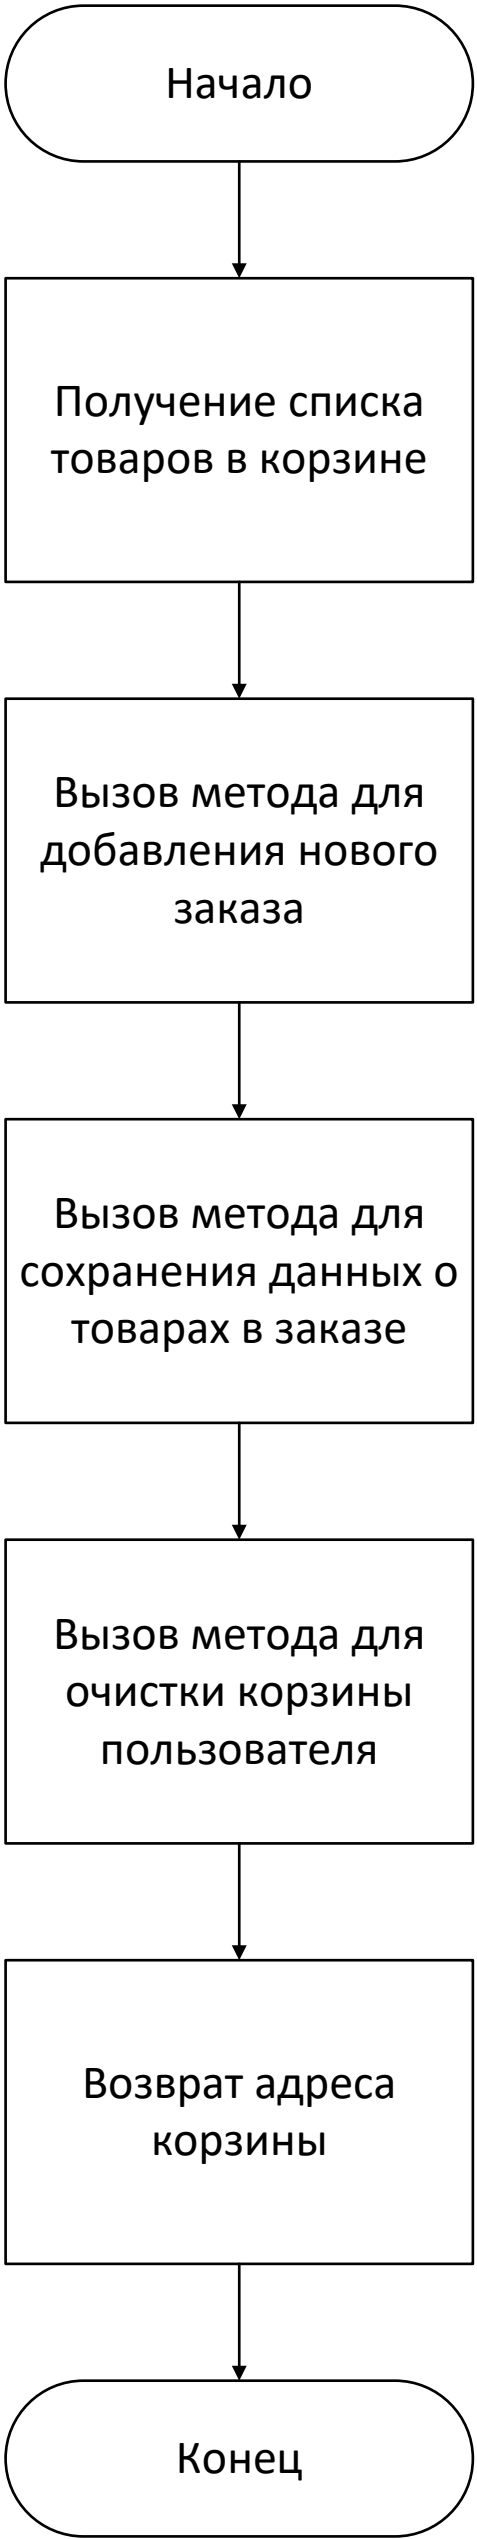 Начало
Получение списка
товаров в корзине
Вызов метода для
добавления нового
заказа
Вызов метода для
сохранения данных о
товарах в заказе
Вызов метода для
очистки корзины
пользователя
Возврат адреса
корзины
Конец